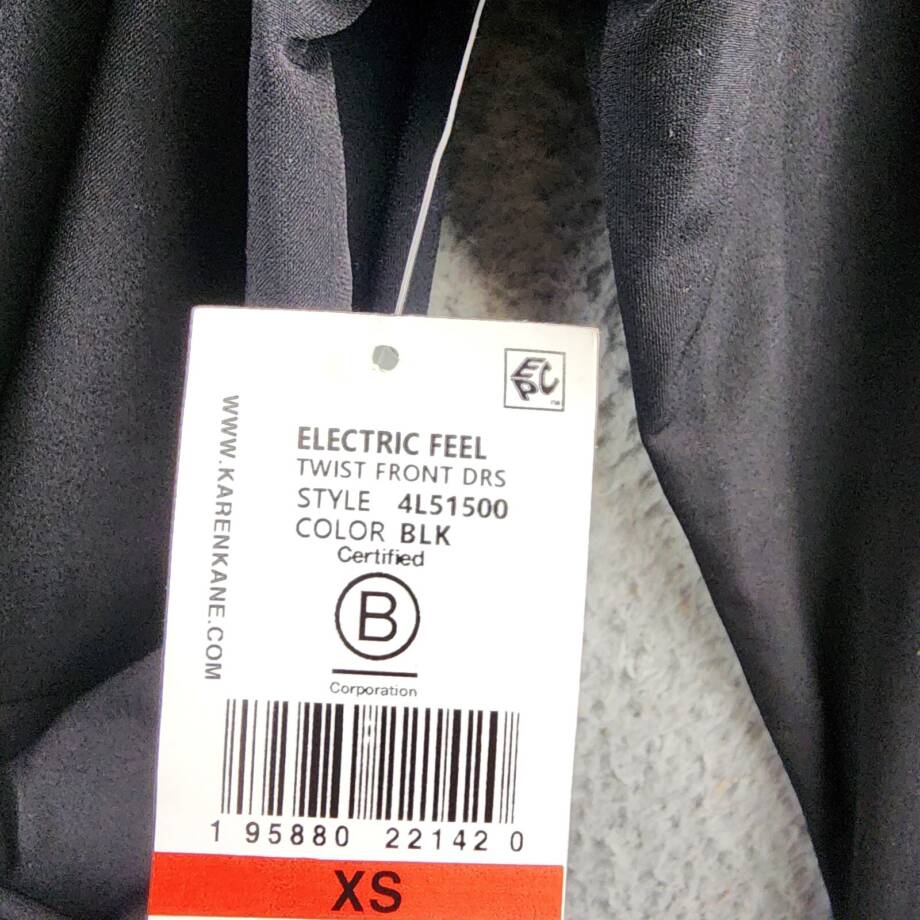 EPC
ELECTRIC FEEL
TWIST FRONT DRS
STYLE 4L51500
COLOR BLK
Certified
B
Corporation
WWW.KARENKANE.COM
1 95880 22142 0
XS